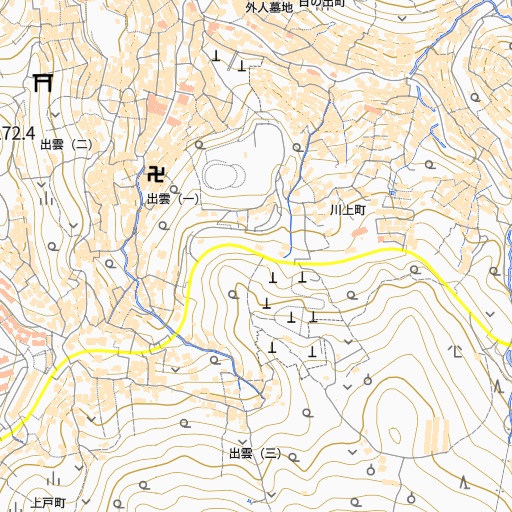 日の出町
外人墓地
72.4
出雲（二）
出雲（一）
川上町
出雲（三）
上戸町